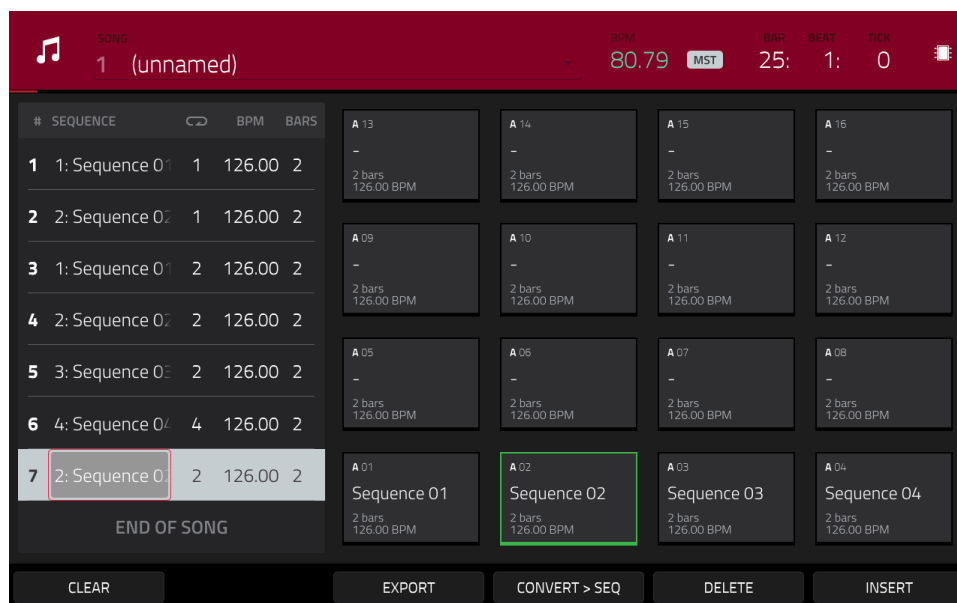 SONG
1 (unnamed)
BPM
80.79 MST
BAR BEAT TICK
25: 1: 0
# SEQUENCE BPM BARS
1 1: Sequence 01 1 126.00 2
2 2: Sequence 02 1 126.00 2
3 1: Sequence 01 2 126.00 2
4 2: Sequence 02 2 126.00 2
5 3: Sequence 03 2 126.00 2
6 4: Sequence 04 4 126.00 2
7 2: Sequence 02 2 126.00 2
END OF SONG
A 13
-
2 bars
126.00 BPM
A 14
-
2 bars
126.00 BPM
A 15
-
2 bars
126.00 BPM
A 16
-
2 bars
126.00 BPM
A 09
-
2 bars
126.00 BPM
A 10
-
2 bars
126.00 BPM
A 11
-
2 bars
126.00 BPM
A 12
-
2 bars
126.00 BPM
A 05
-
2 bars
126.00 BPM
A 06
-
2 bars
126.00 BPM
A 07
-
2 bars
126.00 BPM
A 08
-
2 bars
126.00 BPM
A 01
Sequence 01
2 bars
126.00 BPM
A 02
Sequence 02
2 bars
126.00 BPM
A 03
Sequence 03
2 bars
126.00 BPM
A 04
Sequence 04
2 bars
126.00 BPM
CLEAR EXPORT CONVERT > SEQ DELETE INSERT